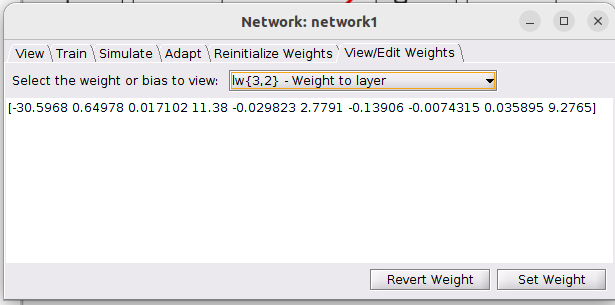 Network: network1
View Train Simulate Adapt Reinitialize Weights View/Edit Weights
Select the weight or bias to view: lw{3,2} - Weight to layer
[-30.5968 0.64978 0.017102 11.38 -0.029823 2.7791 -0.13906 -0.0074315 0.035895 9.2765]
Revert Weight Set Weight